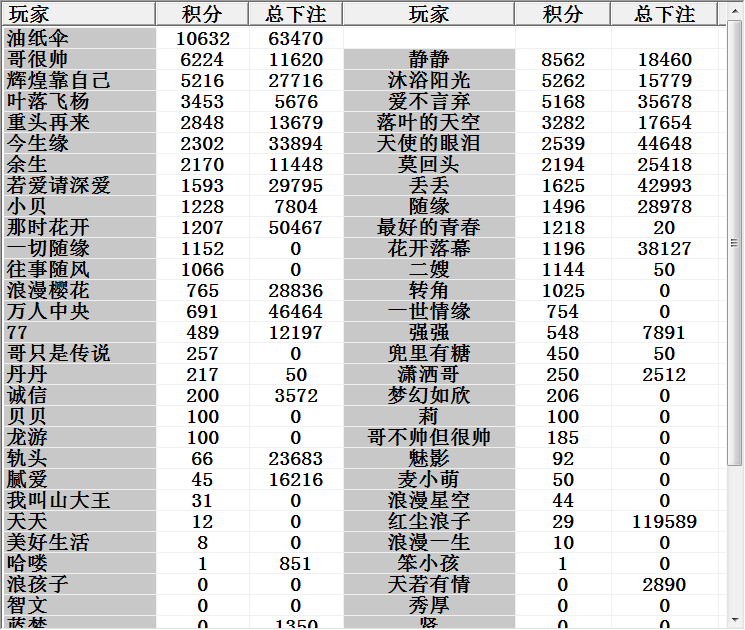 玩家 积分 总下注 玩家 积分 总下注
油纸伞 10632 63470
哥很帅 6224 11620 静静 8562 18460
辉煌靠自己 5216 27716 沐浴阳光 5262 15779
叶落飞杨 3453 5676 爱不言弃 5168 35678
重头再来 2848 13679 落叶的天空 3282 17654
今生缘 2302 33894 天使的眼泪 2539 44648
余生 2170 11448 莫回头 2194 25418
若爱请深爱 1593 29795 丢丢 1625 42993
小贝 1228 7804 随缘 1496 28978
那时花开 1207 50467 最好的青春 1218 20
一切随缘 1152 0 花开落幕 1196 38127
往事随风 1066 0 二嫂 1144 50
浪漫樱花 765 28836 转角 1025 0
万人中央 691 46464 一世情缘 754 0
77 489 12197 强强 548 7891
哥只是传说 257 0 兜里有糖 450 50
丹丹 217 50 潇洒哥 250 2512
诚信 200 3572 梦幻如欣 206 0
贝贝 100 0 莉 100 0
龙游 100 0 哥不帅但很帅 185 0
轨头 66 23683 魅影 92 0
腻爱 45 16216 麦小萌 50 0
我叫山大王 31 0 浪漫星空 44 0
天天 12 0 红尘浪子 29 119589
美好生活 8 0 浪漫一生 10 0
哈喽 1 851 笨小孩 1 0
浪孩子 0 0 天若有情 0 2890
智文 0 0 秀厚 0 0
蓝梦 0 1350 贤 0 0